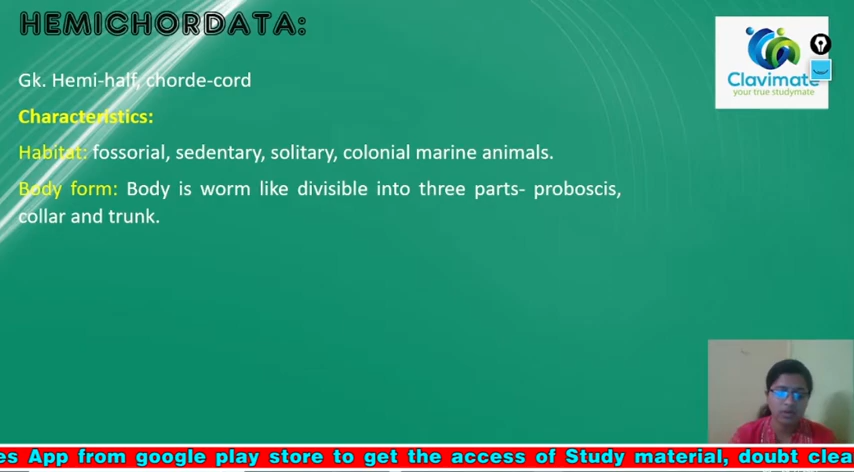 HEMICHORDATA:
Gk. Hemi-half, chorde-cord
Characteristics:
Habitat: fossorial, sedentary, solitary, colonial marine animals.
Body form: Body is worm like divisible into three parts- proboscis,
collar and trunk.
Clavimate
your true studymate
es App from google play store to get the access of Study material, doubt clea